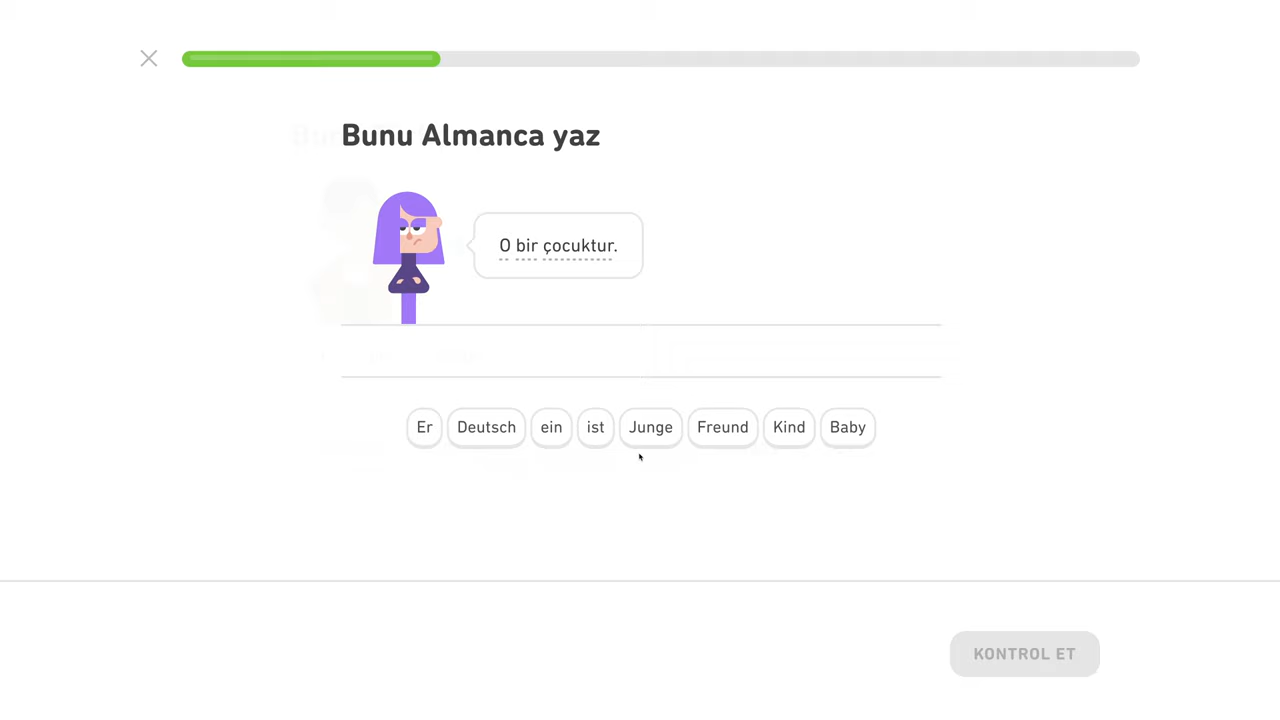 Bunu Almanca yaz
O bir çocuktur.
Er Deutsch ein ist Junge Freund Kind Baby
KONTROL ET